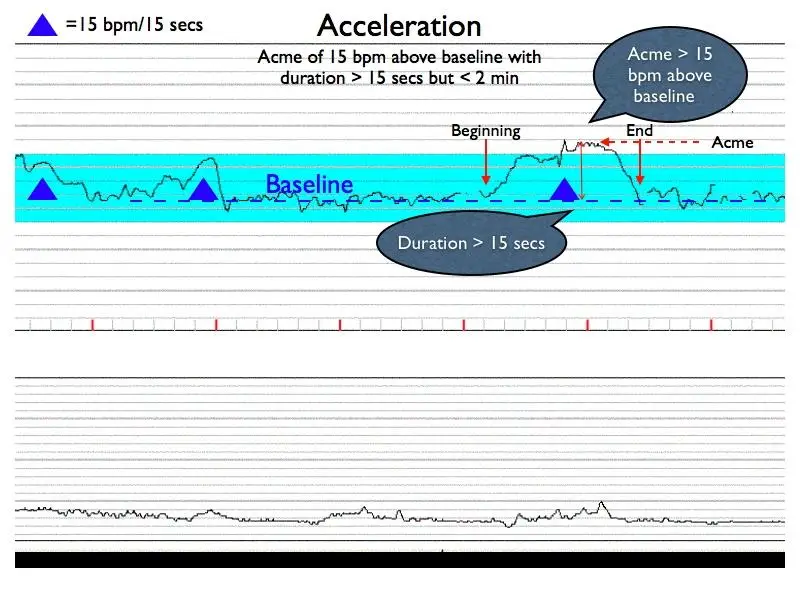 =15 bpm/15 secs
Acceleration
Acme of 15 bpm above baseline with
duration > 15 secs but < 2 min
Acme > 15
bpm above
baseline
Beginning
End
Acme
Baseline
Duration > 15 secs